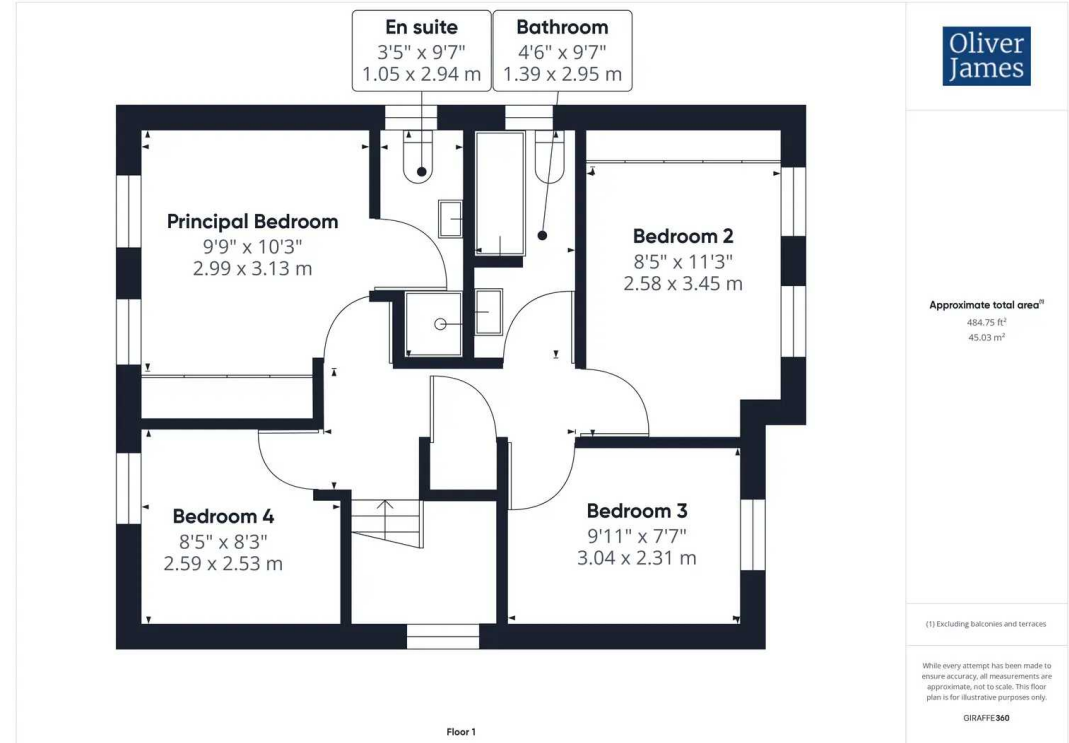 En suite
3'5" x 9'7"
1.05 x 2.94 m
Bathroom
4'6" x 9'7"
1.39 x 2.95 m
Principal Bedroom
9'9" x 10'3"
2.99 x 3.13 m
Bedroom 2
8'5" x 11'3"
2.58 x 3.45 m
Bedroom 4
8'5" x 8'3"
2.59 x 2.53 m
Bedroom 3
9'11" x 7'7"
3.04 x 2.31 m
Floor 1
Oliver
James
Approximate total area⁽¹⁾
484.75 ft²
45.03 m²
(1) Excluding balconies and terraces
While every attempt has been made to
ensure accuracy, all measurements are
approximate, not to scale. This floor
plan is for illustrative purposes only.
GIRAFFE360